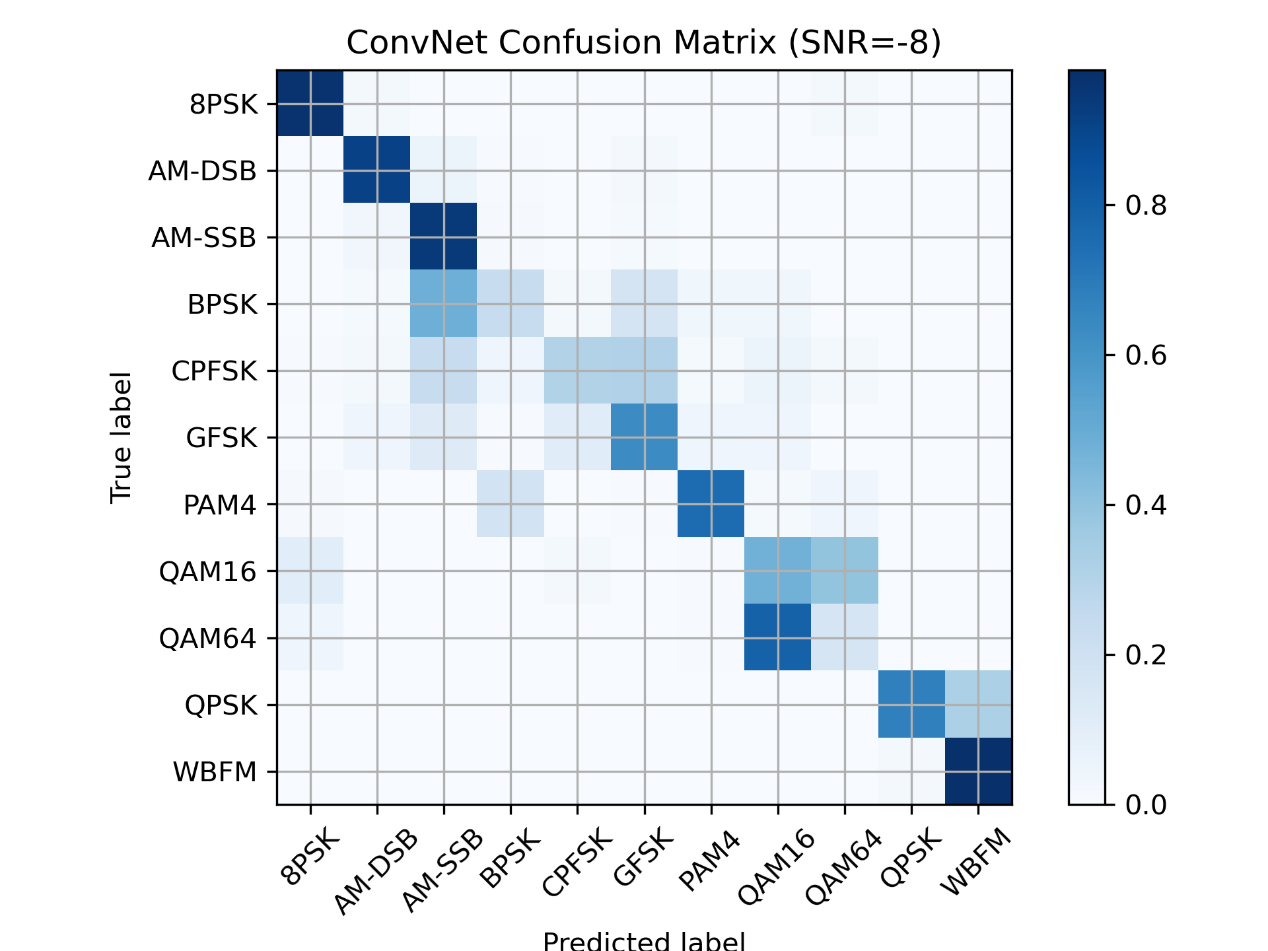 ConvNet Confusion Matrix (SNR=-8)
8PSK
AM-DSB
AM-SSB
BPSK
CPFSK
GFSK
PAM4
QAM16
QAM64
QPSK
WBFM
True label
8PSK
AM-DSB
AM-SSB
BPSK
CPFSK
GFSK
PAM4
QAM16
QAM64
QPSK
WBFM
Predicted label
0.8
0.6
0.4
0.2
0.0